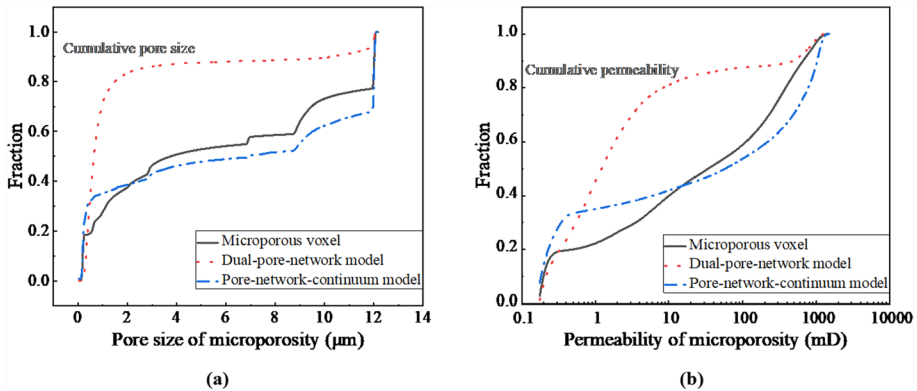 Cumulative pore size
1.0
0.8
0.6
0.4
0.2
0.0
Fraction
Microporous voxel
Dual-pore-network model
Pore-network-continuum model
0 2 4 6 8 10 12 14
Pore size of microporosity (μm)
(a)
Cumulative permeability
1.0
0.8
0.6
0.4
0.2
0.0
Fraction
Microporous voxel
Dual-pore-network model
Pore-network-continuum model
0.1 1 10 100 1000 10000
Permeability of microporosity (mD)
(b)